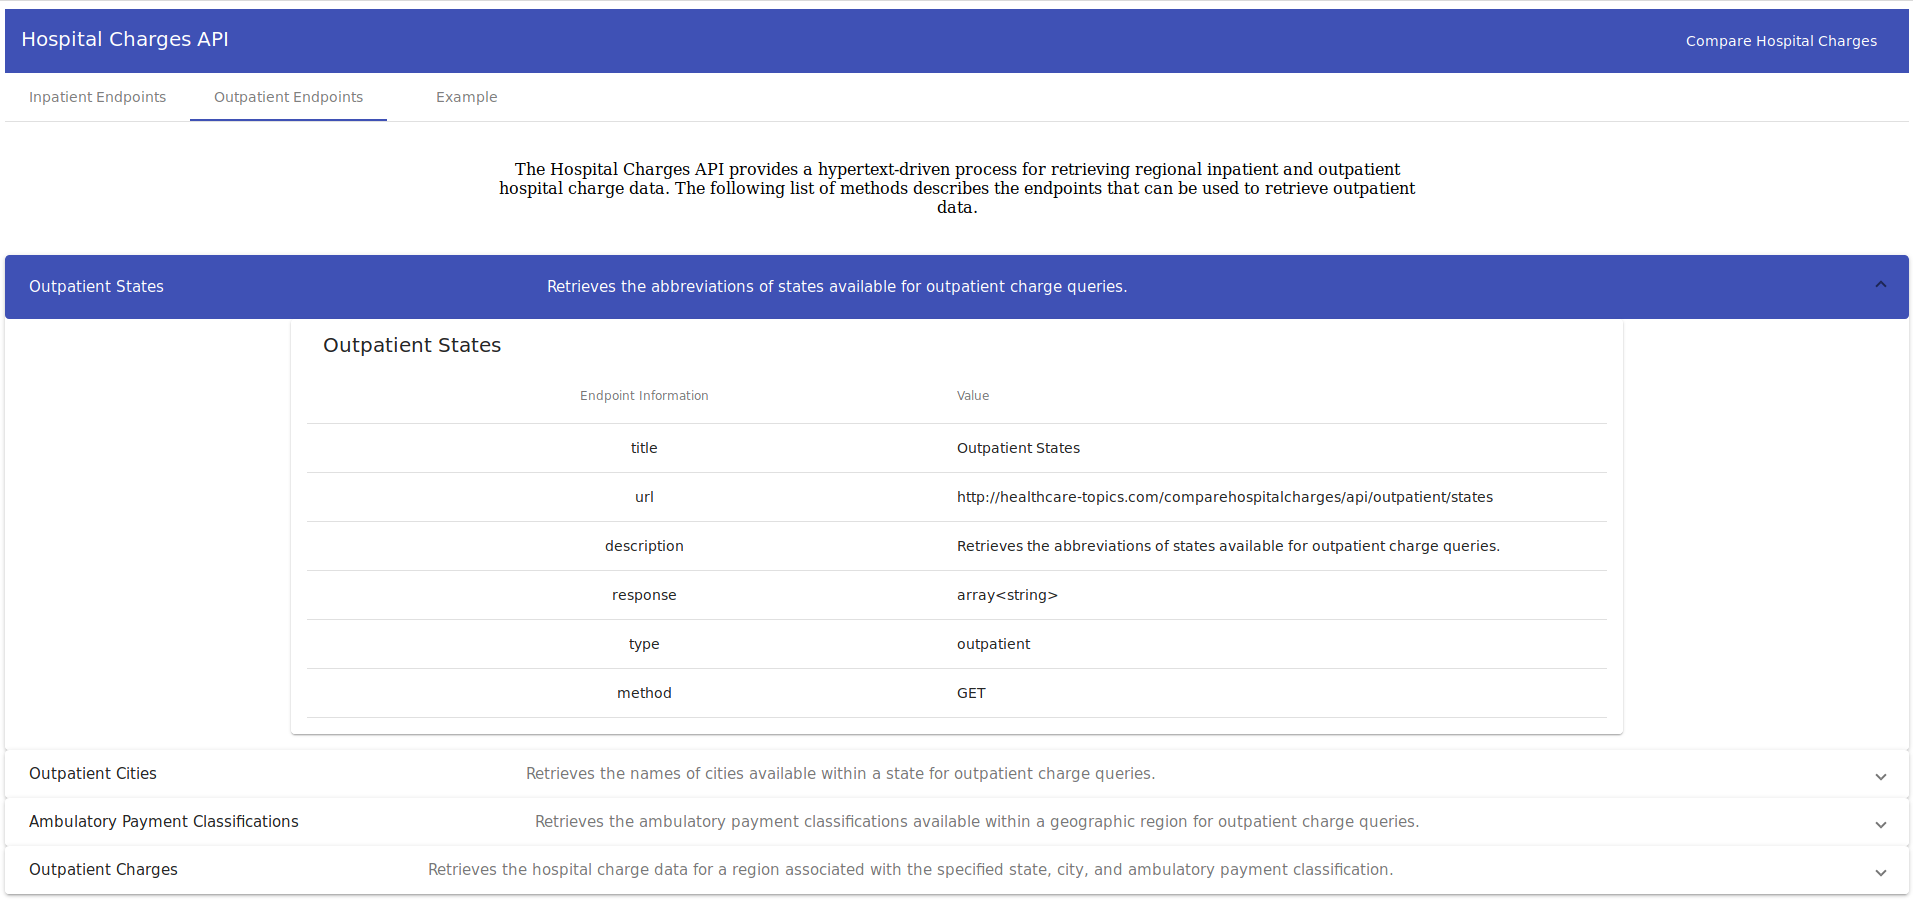 Hospital Charges API
Compare Hospital Charges
Inpatient Endpoints
Outpatient Endpoints
Example
The Hospital Charges API provides a hypertext-driven process for retrieving regional inpatient and outpatient
hospital charge data. The following list of methods describes the endpoints that can be used to retrieve outpatient
data.
Outpatient States
Retrieves the abbreviations of states available for outpatient charge queries.
Outpatient States
Endpoint Information
Value
title
Outpatient States
url
http://healthcare-topics.com/comparehospitalcharges/api/outpatient/states
description
Retrieves the abbreviations of states available for outpatient charge queries.
response
array<string>
type
outpatient
method
GET
Outpatient Cities
Retrieves the names of cities available within a state for outpatient charge queries.
Ambulatory Payment Classifications
Retrieves the ambulatory payment classifications available within a geographic region for outpatient charge queries.
Outpatient Charges
Retrieves the hospital charge data for a region associated with the specified state, city, and ambulatory payment classification.